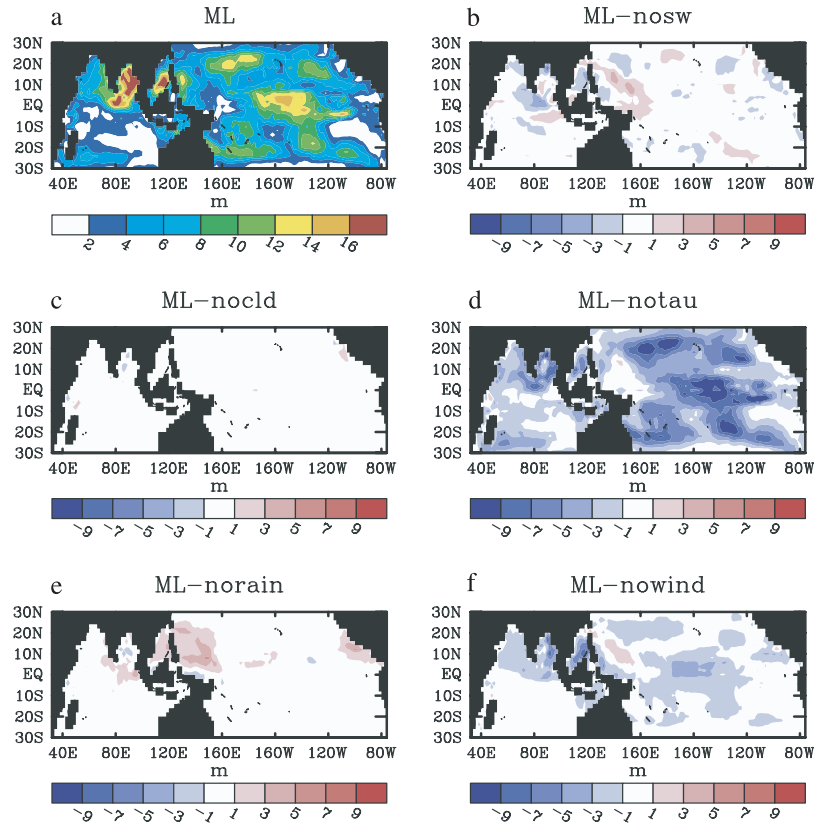 a ML
30N
20N
10N
EQ
10S
20S
30S
40E 80E 120E 160E 160W 120W 80W
m
2 4 6 8 10 12 14 16
b ML-nosw
30N
20N
10N
EQ
10S
20S
30S
40E 80E 120E 160E 160W 120W 80W
m
-9 -7 -5 -3 -1 1 3 5 7 9
c ML-nocld
30N
20N
10N
EQ
10S
20S
30S
40E 80E 120E 160E 160W 120W 80W
m
-9 -7 -5 -3 -1 1 3 5 7 9
d ML-notau
30N
20N
10N
EQ
10S
20S
30S
40E 80E 120E 160E 160W 120W 80W
m
-9 -7 -5 -3 -1 1 3 5 7 9
e ML-norain
30N
20N
10N
EQ
10S
20S
30S
40E 80E 120E 160E 160W 120W 80W
m
-9 -7 -5 -3 -1 1 3 5 7 9
f ML-nowind
30N
20N
10N
EQ
10S
20S
30S
40E 80E 120E 160E 160W 120W 80W
m
-9 -7 -5 -3 -1 1 3 5 7 9